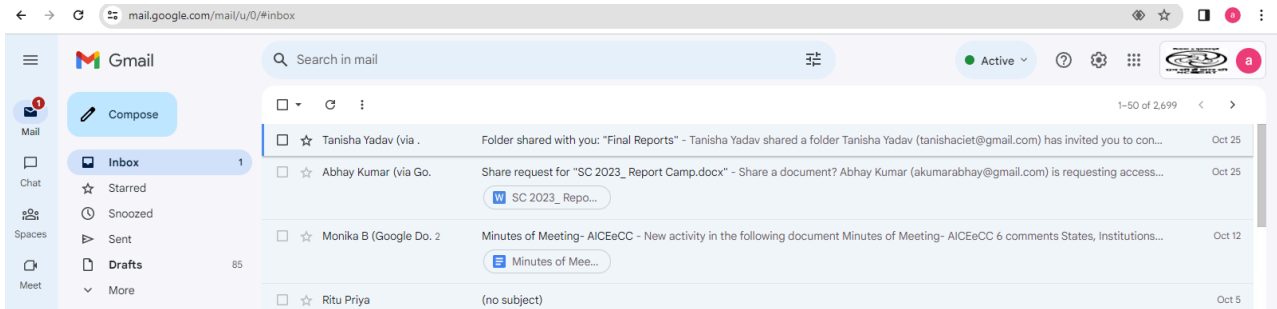 mail.google.com/mail/u/0/#inbox
a
Gmail
Search in mail
Active
a
1
Mail
Compose
1–50 of 2,699
Inbox 1
Tanisha Yadav (via . Folder shared with you: "Final Reports" - Tanisha Yadav shared a folder Tanisha Yadav (tanishaciet@gmail.com) has invited you to con... Oct 25
Chat
Starred
Abhay Kumar (via Go. Share request for "SC 2023_ Report Camp.docx" - Share a document? Abhay Kumar (akumarabhay@gmail.com) is requesting access... Oct 25
W SC 2023_ Repo...
Spaces
Snoozed
Sent
Monika B (Google Do. 2 Minutes of Meeting- AICEeCC - New activity in the following document Minutes of Meeting- AICEeCC 6 comments States, Institutions... Oct 12
Minutes of Mee...
Meet
Drafts 85
More
Ritu Priya (no subject) Oct 5